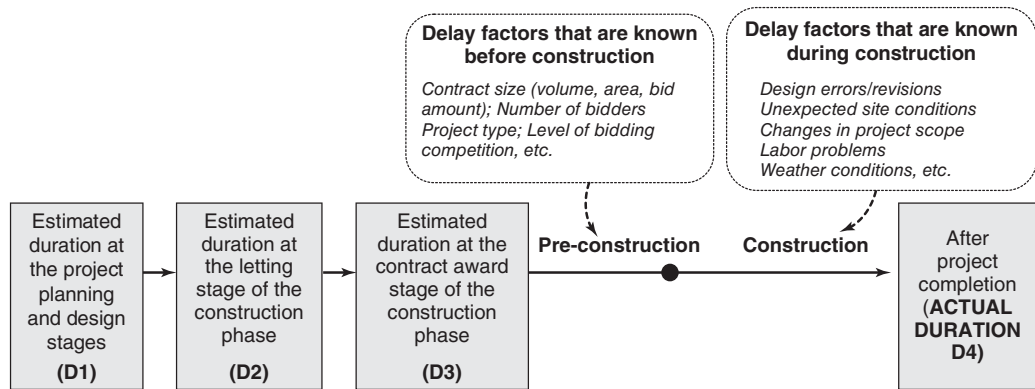 Delay factors that are known
before construction
Contract size (volume, area, bid
amount); Number of bidders
Project type; Level of bidding
competition, etc.
Delay factors that are known
during construction
Design errors/revisions
Unexpected site conditions
Changes in project scope
Labor problems
Weather conditions, etc.
Estimated
duration at
the project
planning
and design
stages
(D1)
Estimated
duration at
the letting
stage of the
construction
phase
(D2)
Estimated
duration at the
contract award
stage of the
construction
phase
(D3)
Pre-construction
Construction
After
project
completion
(ACTUAL
DURATION
D4)